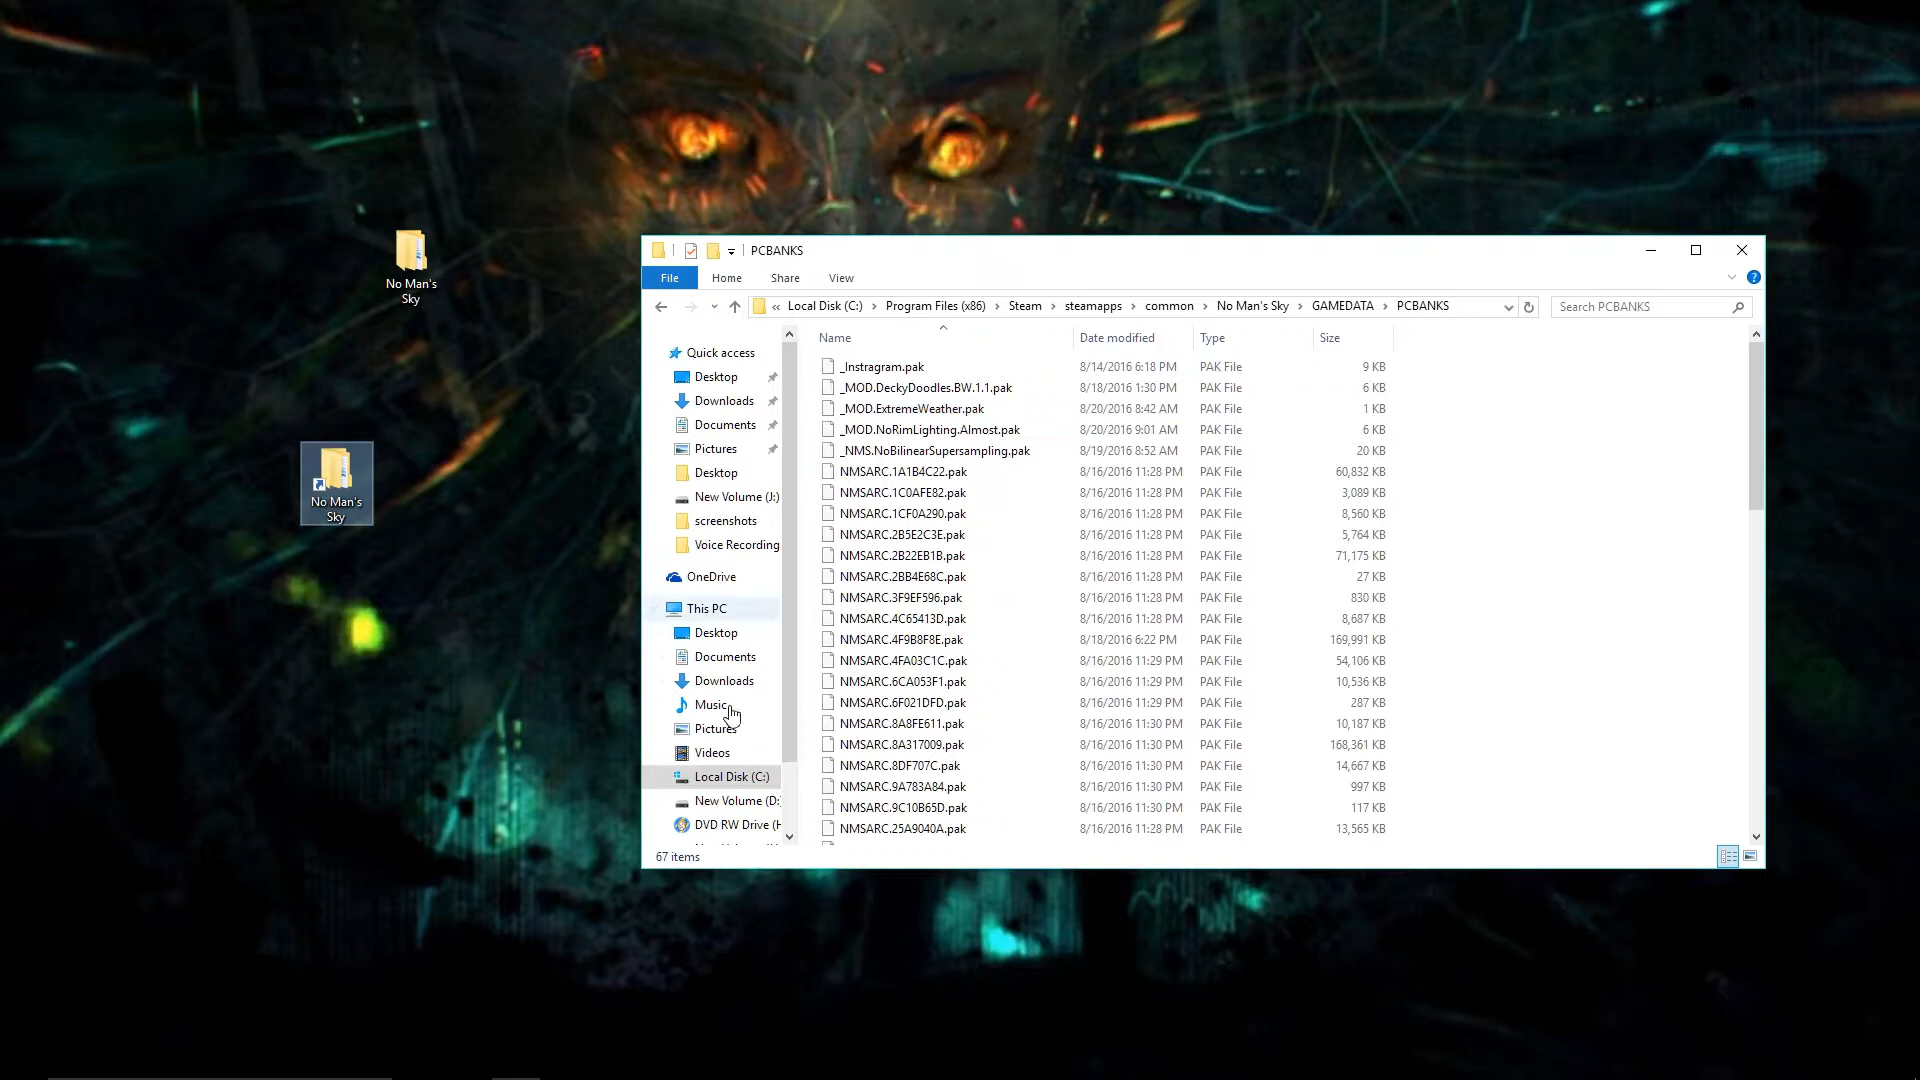 No Man's
Sky
No Man's
Sky
PCBANKS
File Home Share View
« Local Disk (C:) › Program Files (x86) › Steam › steamapps › common › No Man's Sky › GAMEDATA › PCBANKS
Search PCBANKS
Quick access
Desktop
Downloads
Documents
Pictures
Desktop
New Volume (J:)
screenshots
Voice Recording
OneDrive
This PC
Desktop
Documents
Downloads
Music
Pictures
Videos
Local Disk (C:)
New Volume (D:
DVD RW Drive (H
Name Date modified Type Size
_Instragram.pak 8/14/2016 6:18 PM PAK File 9 KB
_MOD.DeckyDoodles.BW.1.1.pak 8/18/2016 1:30 PM PAK File 6 KB
_MOD.ExtremeWeather.pak 8/20/2016 8:42 AM PAK File 1 KB
_MOD.NoRimLighting.Almost.pak 8/20/2016 9:01 AM PAK File 6 KB
_NMS.NoBilinearSupersampling.pak 8/19/2016 8:52 AM PAK File 20 KB
NMSARC.1A1B4C22.pak 8/16/2016 11:28 PM PAK File 60,832 KB
NMSARC.1C0AFE82.pak 8/16/2016 11:28 PM PAK File 3,089 KB
NMSARC.1CF0A290.pak 8/16/2016 11:28 PM PAK File 8,560 KB
NMSARC.2B5E2C3E.pak 8/16/2016 11:28 PM PAK File 5,764 KB
NMSARC.2B22EB1B.pak 8/16/2016 11:28 PM PAK File 71,175 KB
NMSARC.2BB4E68C.pak 8/16/2016 11:28 PM PAK File 27 KB
NMSARC.3F9EF596.pak 8/16/2016 11:28 PM PAK File 830 KB
NMSARC.4C65413D.pak 8/16/2016 11:28 PM PAK File 8,687 KB
NMSARC.4F9B8F8E.pak 8/18/2016 6:22 PM PAK File 169,991 KB
NMSARC.4FA03C1C.pak 8/16/2016 11:29 PM PAK File 54,106 KB
NMSARC.6CA053F1.pak 8/16/2016 11:29 PM PAK File 10,536 KB
NMSARC.6F021DFD.pak 8/16/2016 11:29 PM PAK File 287 KB
NMSARC.8A8FE611.pak 8/16/2016 11:30 PM PAK File 10,187 KB
NMSARC.8A317009.pak 8/16/2016 11:30 PM PAK File 168,361 KB
NMSARC.8DF707C.pak 8/16/2016 11:30 PM PAK File 14,667 KB
NMSARC.9A783A84.pak 8/16/2016 11:30 PM PAK File 997 KB
NMSARC.9C10B65D.pak 8/16/2016 11:30 PM PAK File 117 KB
NMSARC.25A9040A.pak 8/16/2016 11:28 PM PAK File 13,565 KB
67 items